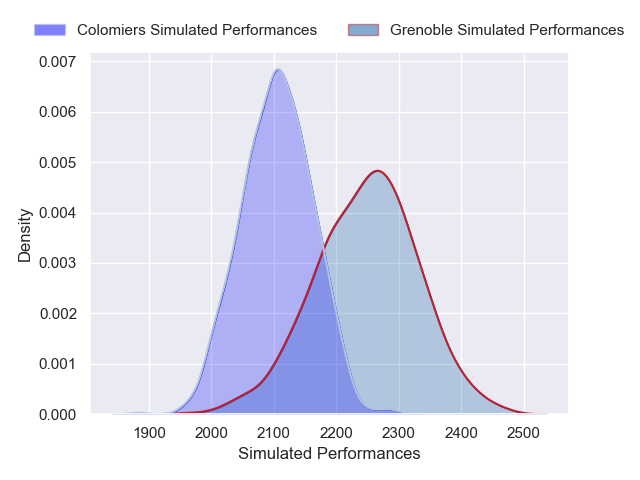 Colomiers Simulated Performances Grenoble Simulated Performances
0.007
0.006
0.005
0.004
0.003
0.002
0.001
0.000
Density
1900 2000 2100 2200 2300 2400 2500
Simulated Performances